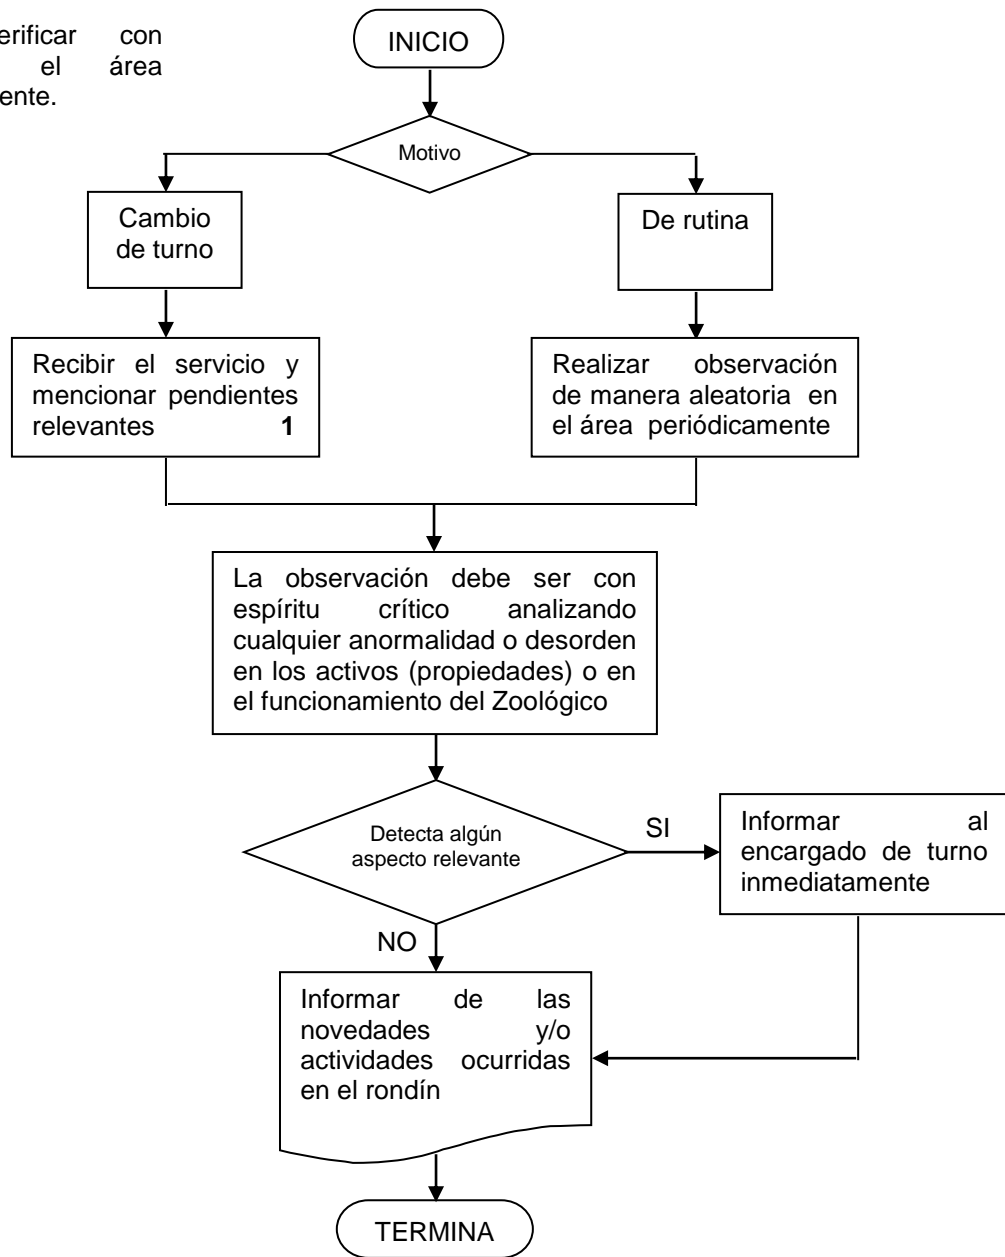 con
el área
INICIO
Motivo
Cambio
de turno
De rutina
Recibir el servicio y
mencionar pendientes
relevantes 1
Realizar observación
de manera aleatoria en
el área periódicamente
La observación debe ser con
espíritu crítico analizando
cualquier anormalidad o desorden
en los activos (propiedades) o en
el funcionamiento del Zoológico
Detecta algún
aspecto relevante
SI
Informar al
encargado de turno
inmediatamente
NO
Informar de las
novedades y/o
actividades ocurridas
en el rondín
TERMINA